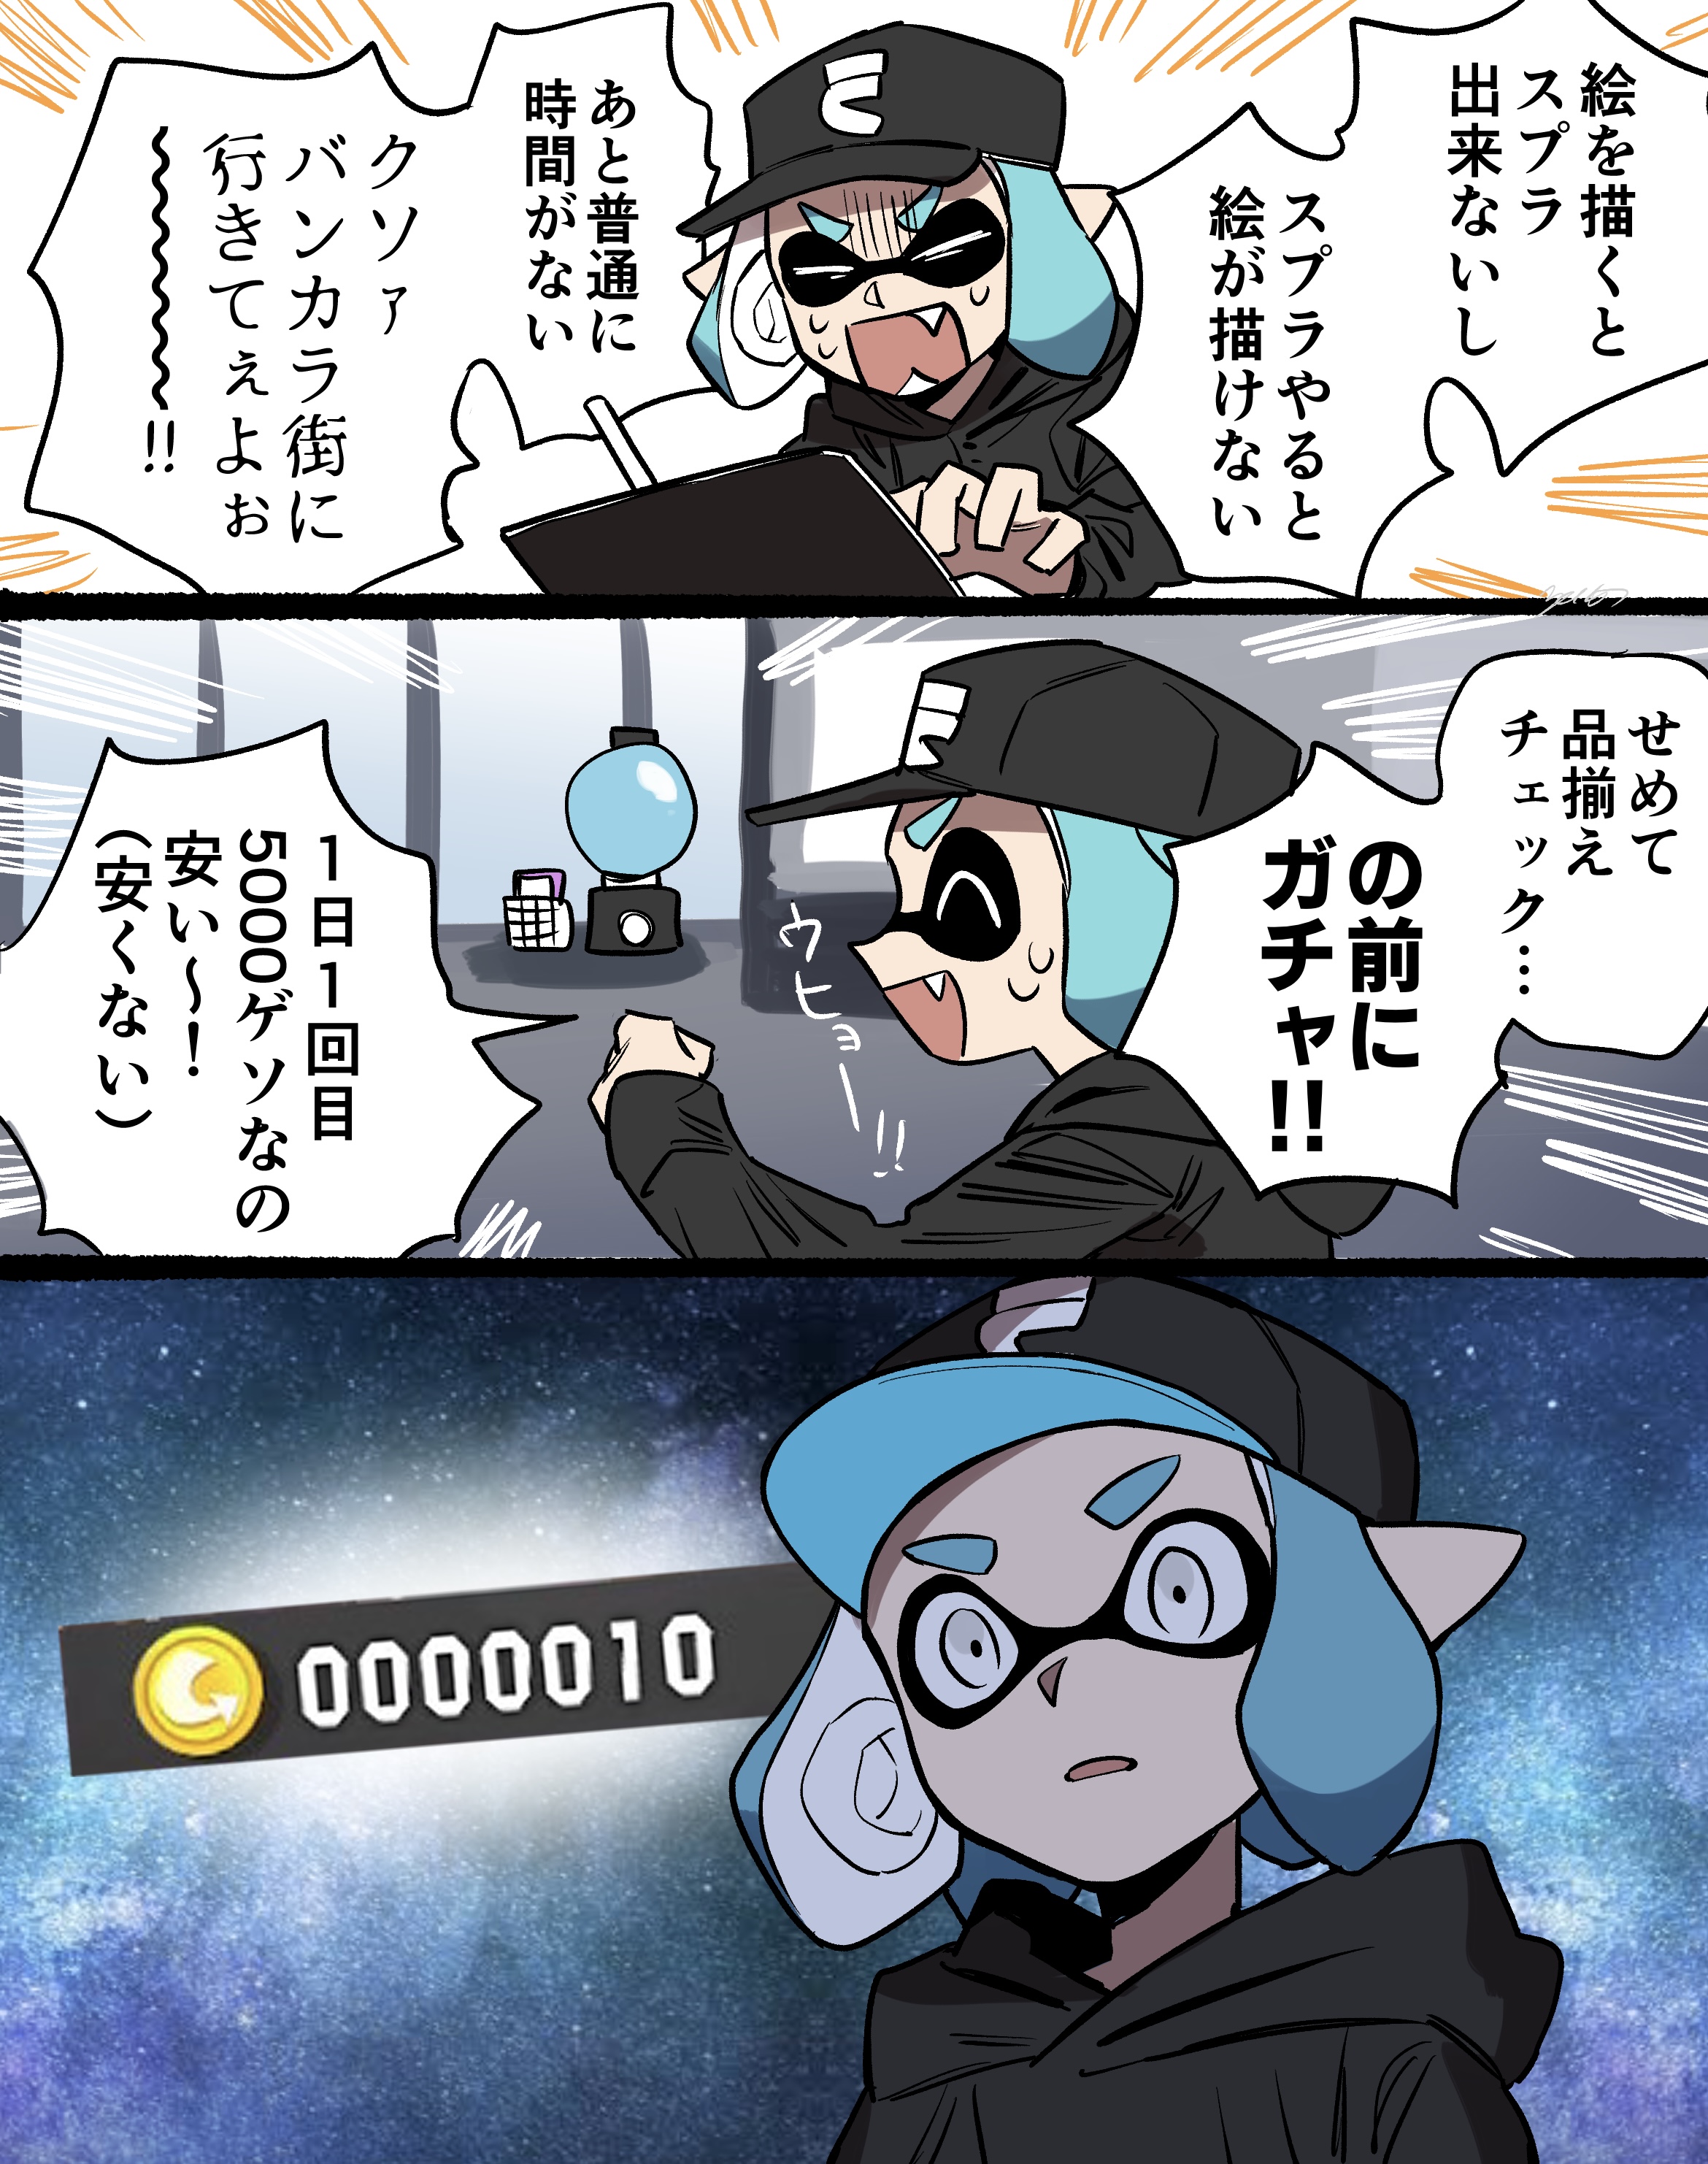 絵を描くと
スプラ
出来ないし
スプラやると
絵が描けない
あと普通に
時間がない
クソァ
バンカラ街に
行きてぇよぉ
〜〜〜〜〜!!
せめて
品揃え
チェック…
の前に
ガチャ!!
ウヒョー!!
1日1回目
5000ゲソなの
安い〜!
(安くない)
0000010